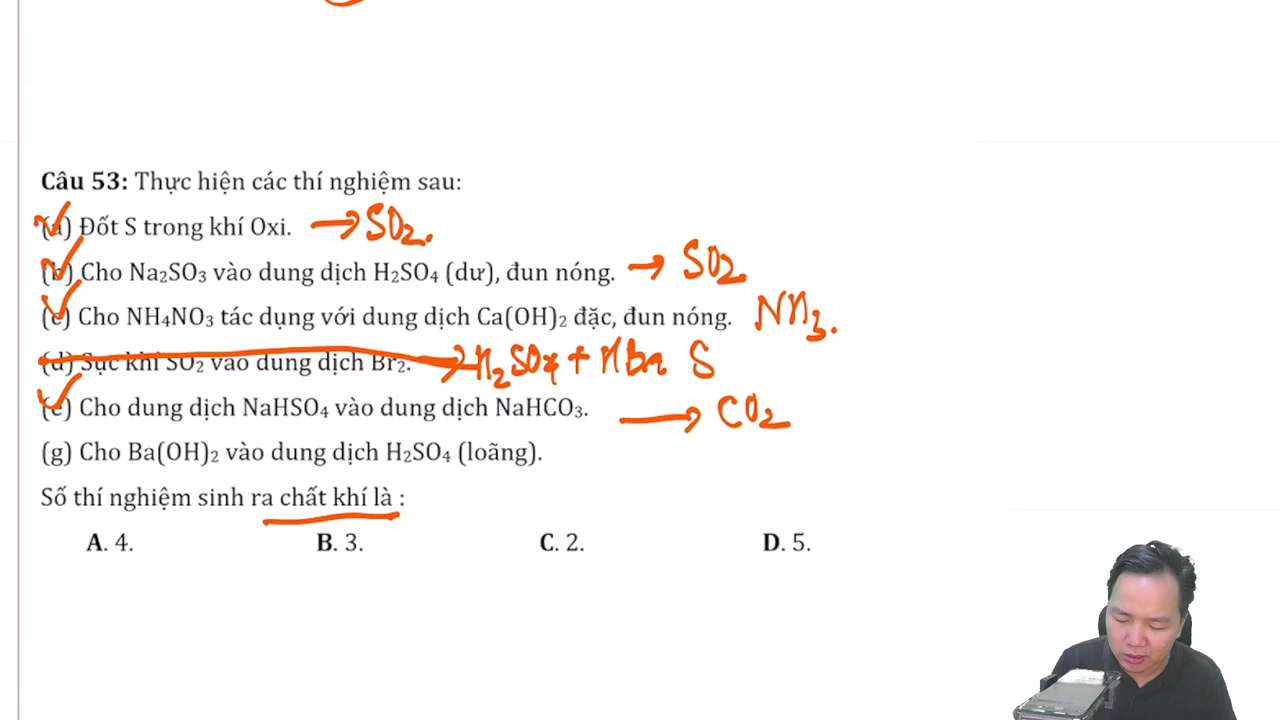 Câu 53: Thực hiện các thí nghiệm sau:
(a) Đốt S trong khí Oxi. → SO₂.
(b) Cho Na₂SO₃ vào dung dịch H₂SO₄ (dư), đun nóng. → SO₂
(c) Cho NH₄NO₃ tác dụng với dung dịch Ca(OH)₂ đặc, đun nóng. NH₃.
(d) Sục khí SO₂ vào dung dịch Br₂. → H₂SO₄ + HBr S
(e) Cho dung dịch NaHSO₄ vào dung dịch NaHCO₃. → CO₂
(g) Cho Ba(OH)₂ vào dung dịch H₂SO₄ (loãng).
Số thí nghiệm sinh ra chất khí là :
A. 4. B. 3. C. 2. D. 5.